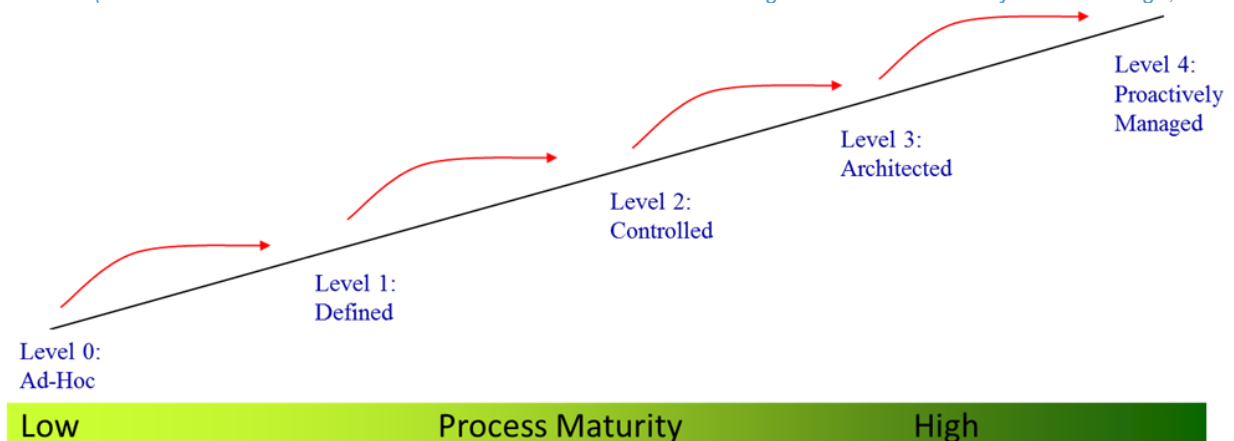 Level 4:
Proactively
Managed
Level 3:
Architected
Level 2:
Controlled
Level 1:
Defined
Level 0:
Ad-Hoc
Low Process Maturity High